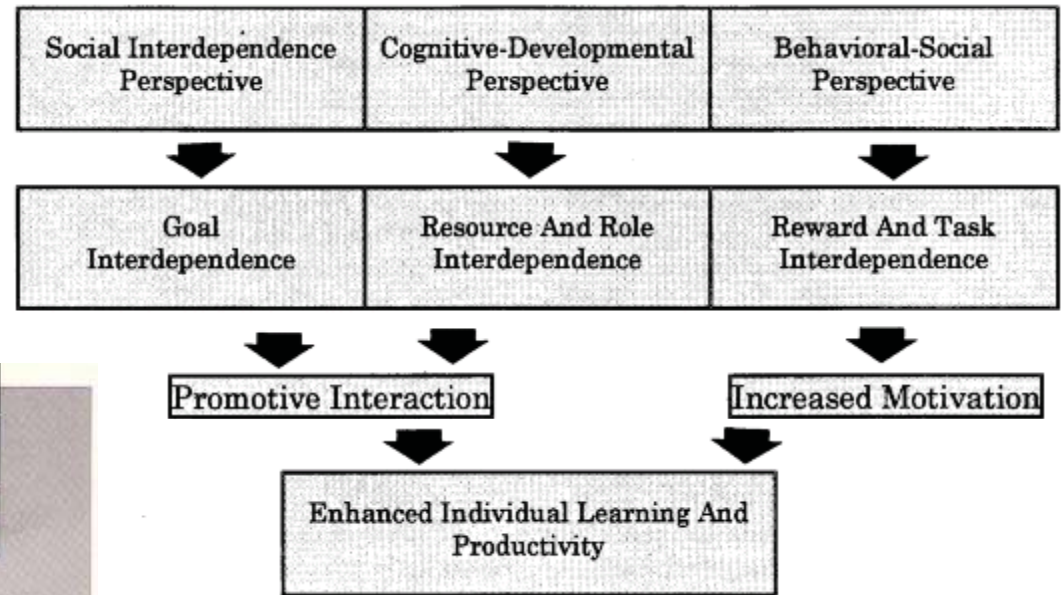 Social Interdependence
Perspective
Cognitive-Developmental
Perspective
Behavioral-Social
Perspective
Goal
Interdependence
Resource And Role
Interdependence
Reward And Task
Interdependence
Promotive Interaction
Increased Motivation
Enhanced Individual Learning And
Productivity